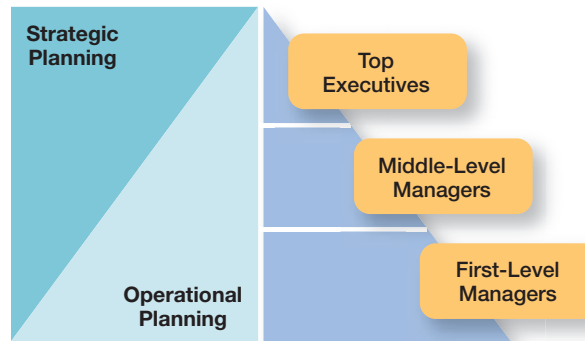 Strategic
Planning
Top
Executives
Middle-Level
Managers
First-Level
Managers
Operational
Planning